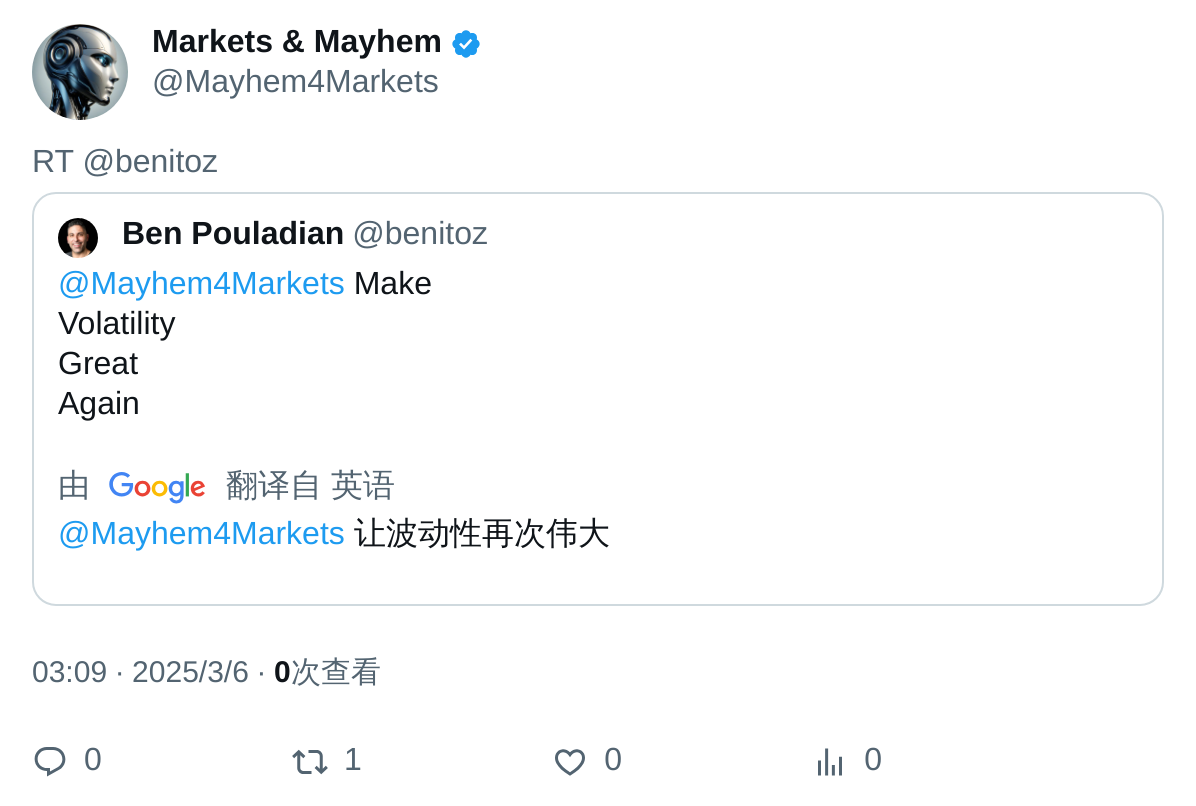 Markets & Mayhem
@Mayhem4Markets
RT @benitoz
Ben Pouladian @benitoz
@Mayhem4Markets Make
Volatility
Great
Again
由 Google 翻译自 英语
@Mayhem4Markets 让波动性再次伟大
03:09 · 2025/3/6 · 0次查看
0 1 0 0